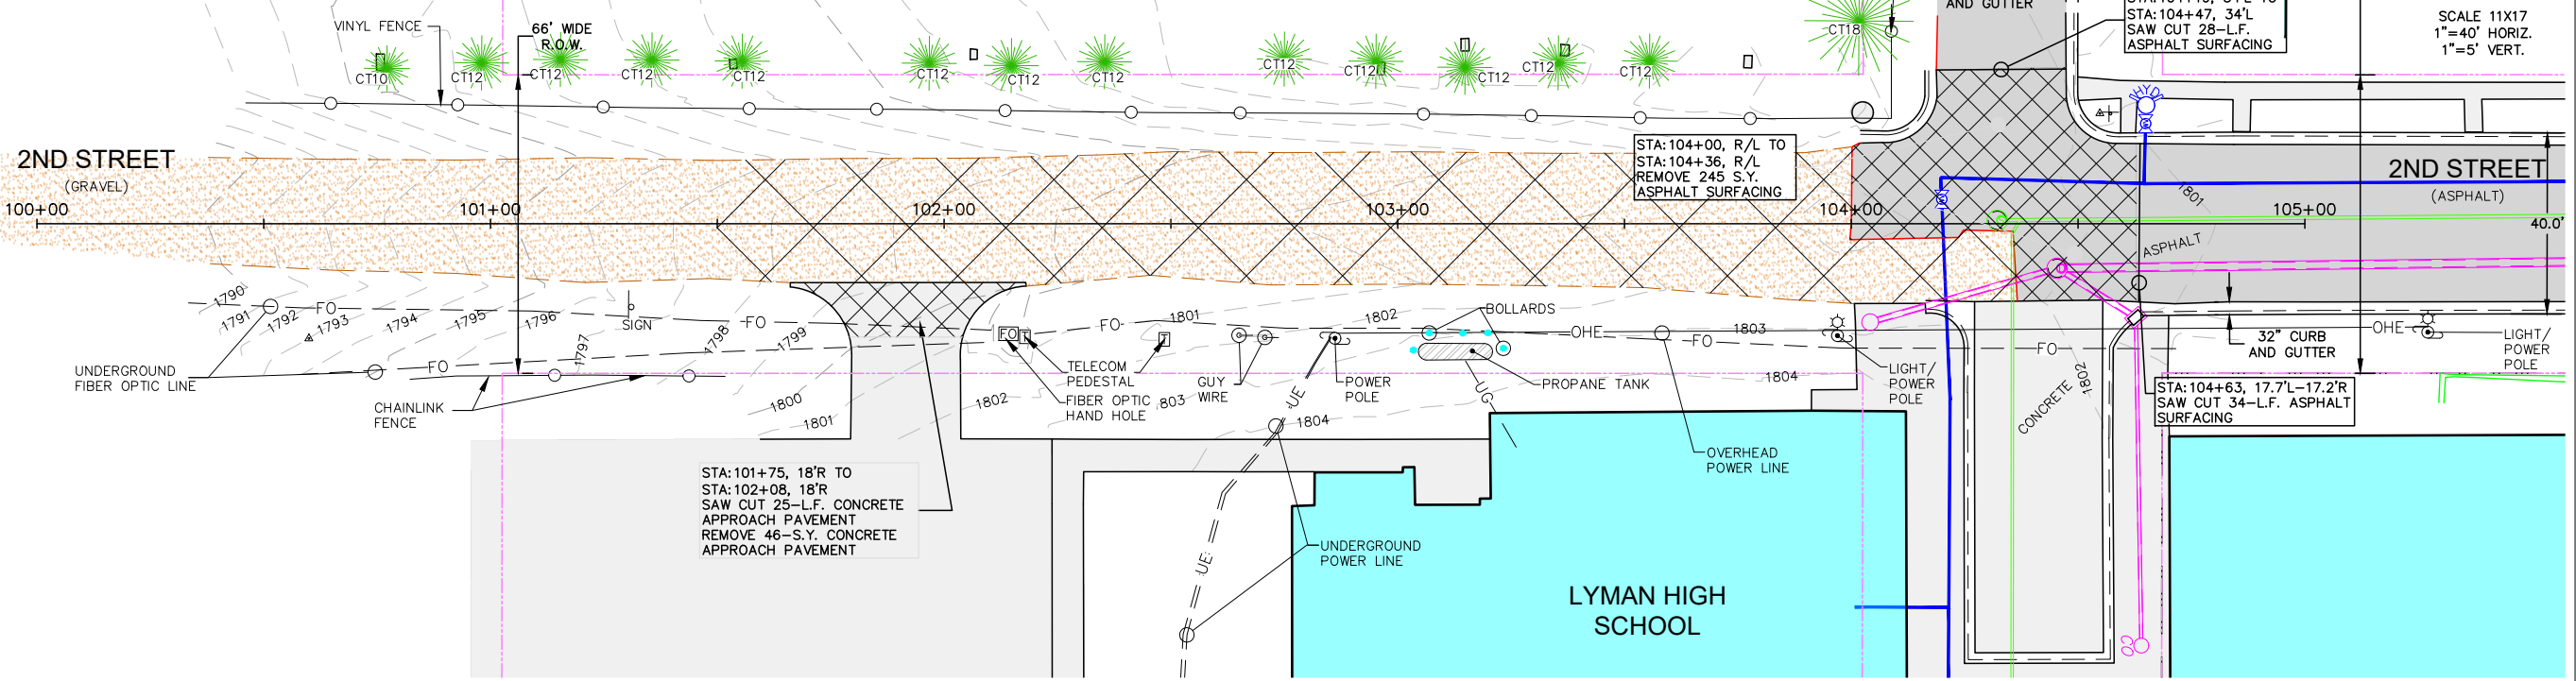 AND GUTTER
STA:104+47, 34'L
SAW CUT 28-L.F.
ASPHALT SURFACING
SCALE 11X17
1"=40' HORIZ.
1"=5' VERT.
VINYL FENCE
66' WIDE
R.O.W.
CT10
CT12
CT12
CT12
CT12
CT12
CT12
CT12
CT12
CT12
CT12
CT12
CT12
CT18
HYD
2ND STREET
(GRAVEL)
STA:104+00, R/L TO
STA:104+36, R/L
REMOVE 245 S.Y.
ASPHALT SURFACING
2ND STREET
(ASPHALT)
1801
100+00
101+00
102+00
103+00
104+00
105+00
40.0'
ASPHALT
1790
1791
1792
1793
1794
1795
1796
1797
1798
1799
FO
SIGN
FO
FO
FO
T
FO
1801
1802
BOLLARDS
OHE
FO
1803
OHE
FO
LIGHT/
POWER
POLE
32" CURB
AND GUTTER
UNDERGROUND
FIBER OPTIC LINE
CHAINLINK
FENCE
TELECOM
PEDESTAL
FIBER OPTIC
HAND HOLE
GUY
WIRE
UE
POWER
POLE
UG
PROPANE TANK
1804
LIGHT/
POWER
POLE
CONCRETE
1802
STA:104+63, 17.7'L-17.2'R
SAW CUT 34-L.F. ASPHALT
SURFACING
1800
1801
1802
803
1804
OVERHEAD
POWER LINE
STA:101+75, 18'R TO
STA:102+08, 18'R
SAW CUT 25-L.F. CONCRETE
APPROACH PAVEMENT
REMOVE 46-S.Y. CONCRETE
APPROACH PAVEMENT
UE
UNDERGROUND
POWER LINE
LYMAN HIGH
SCHOOL
CO